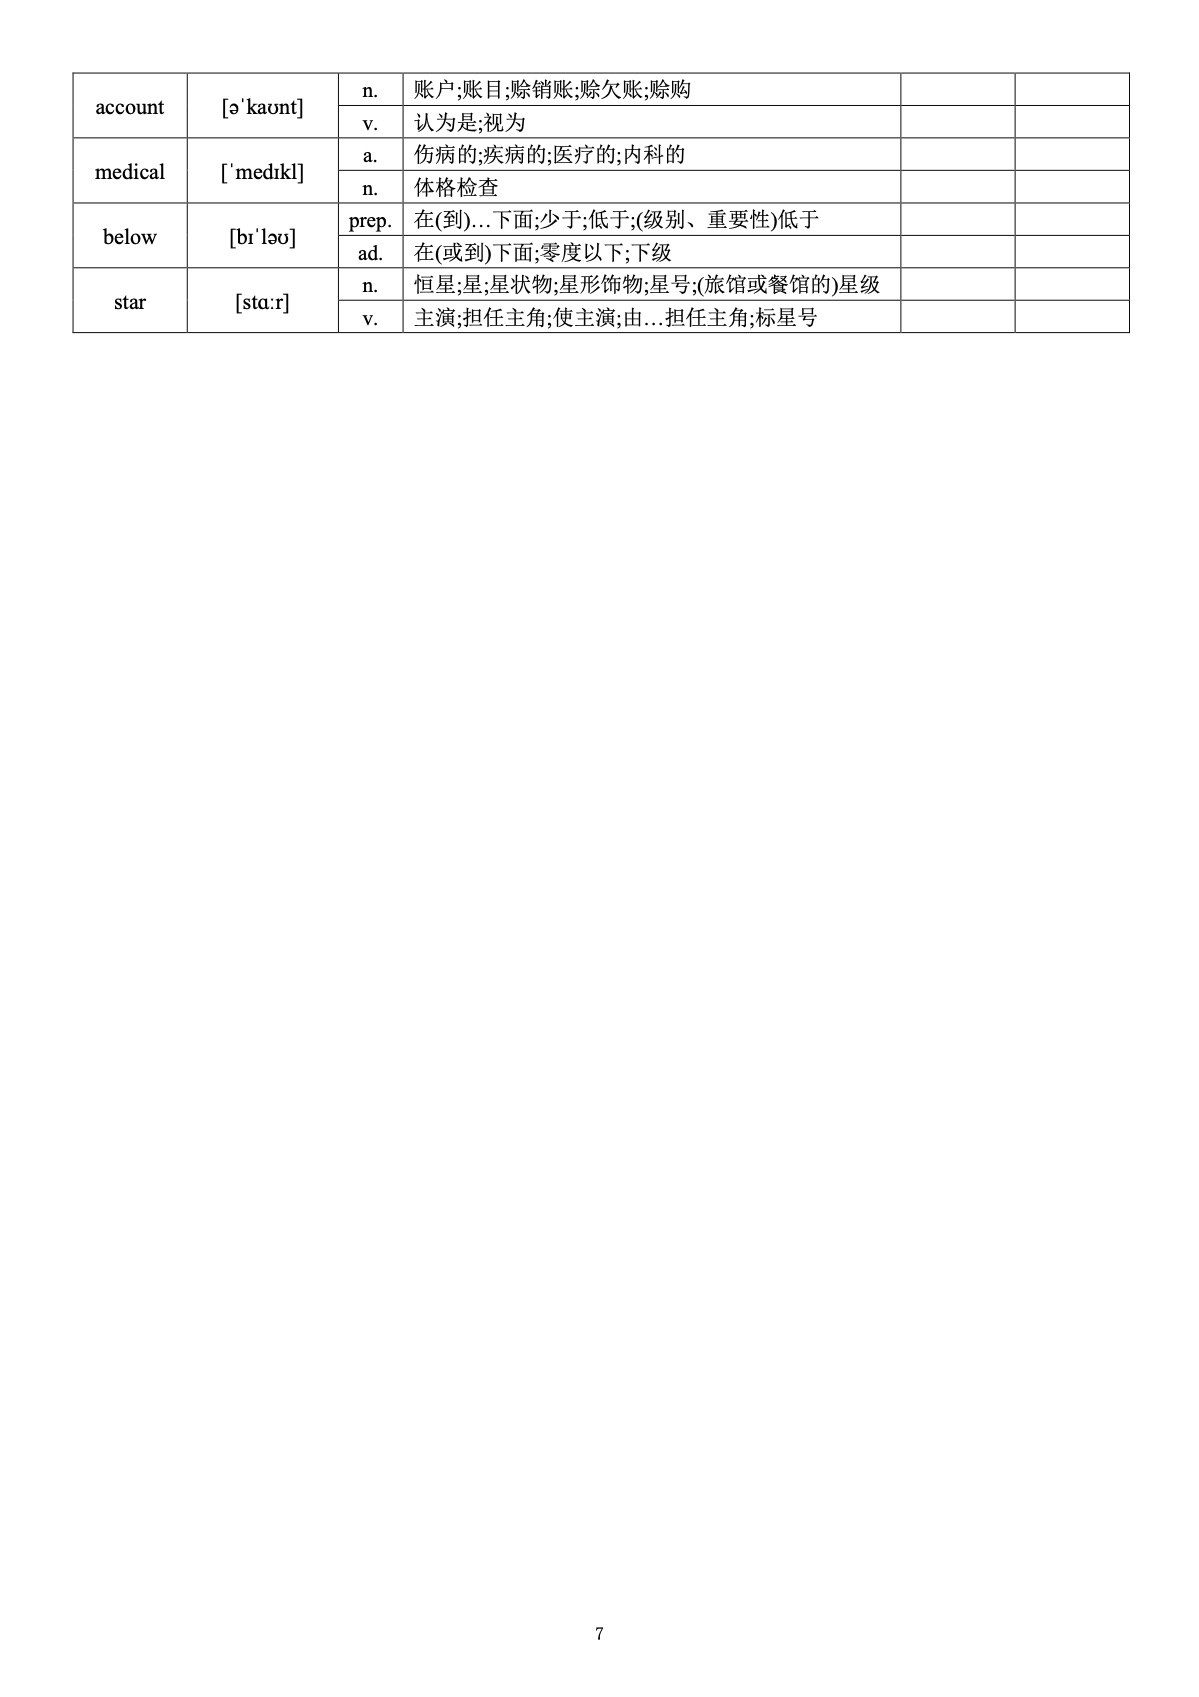 account [əˈkaʊnt] n. 账户;账目;赊销账;赊欠账;赊购
v. 认为是;视为
medical [ˈmedɪkl] a. 伤病的;疾病的;医疗的;内科的
n. 体格检查
below [bɪˈləʊ] prep. 在(到)…下面;少于;低于;(级别、重要性)低于
ad. 在(或到)下面;零度以下;下级
star [stɑːr] n. 恒星;星;星状物;星形饰物;星号;(旅馆或餐馆的)星级
v. 主演;担任主角;使主演;由…担任主角;标星号
7